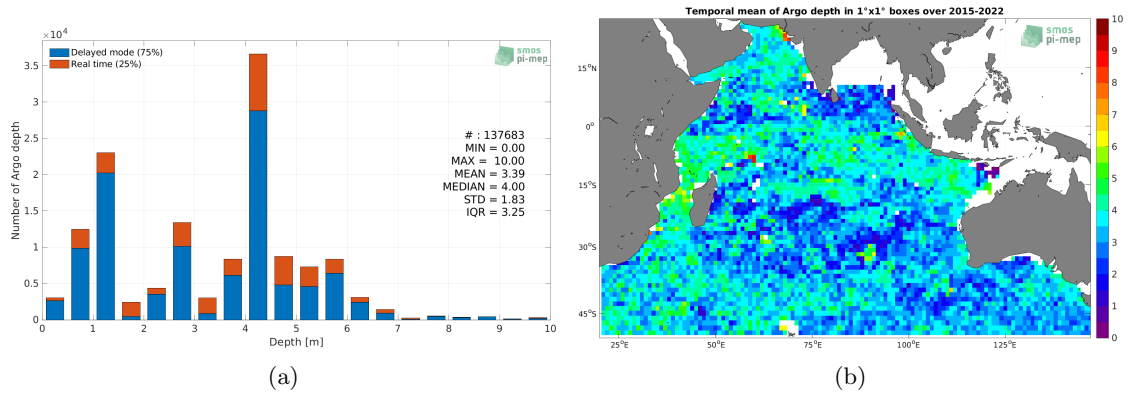 ×10⁴
Delayed mode (75%)
Real time (25%)
smos
pi-mep
3.5
3
2.5
2
1.5
1
0.5
0
Number of Argo depth
# : 137683
MIN = 0.00
MAX = 10.00
MEAN = 3.39
MEDIAN = 4.00
STD = 1.83
IQR = 3.25
0 1 2 3 4 5 6 7 8 9 10
Depth [m]
(a)
Temporal mean of Argo depth in 1°x1° boxes over 2015-2022
smos
pi-mep
15°N
0°
15°S
30°S
45°S
25°E 50°E 75°E 100°E 125°E
10
9
8
7
6
5
4
3
2
1
0
(b)